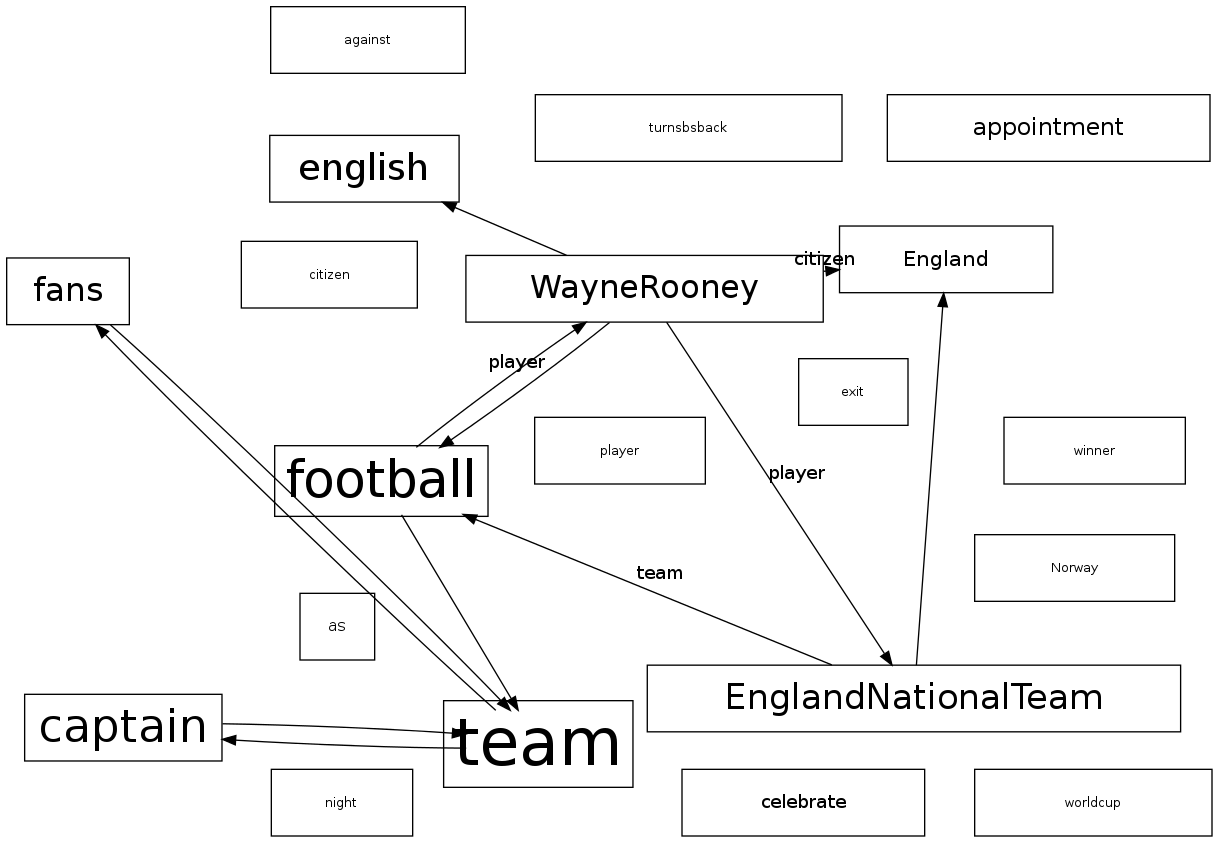 against
turnsbsback
appointment
english
fans
citizen
WayneRooney
citizen
England
player
exit
football
player
player
winner
team
Norway
as
captain
team
EnglandNationalTeam
night
celebrate
worldcup